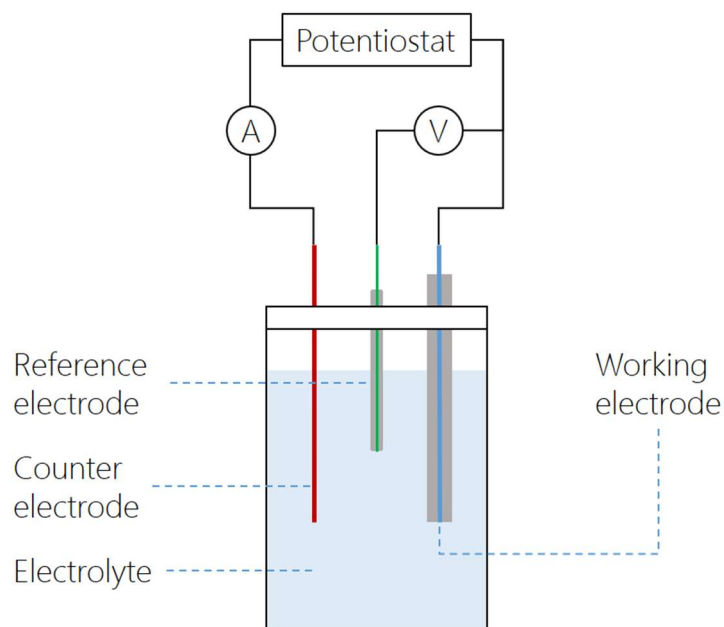 Potentiostat
A
V
Reference
electrode
Working
electrode
Counter
electrode
Electrolyte